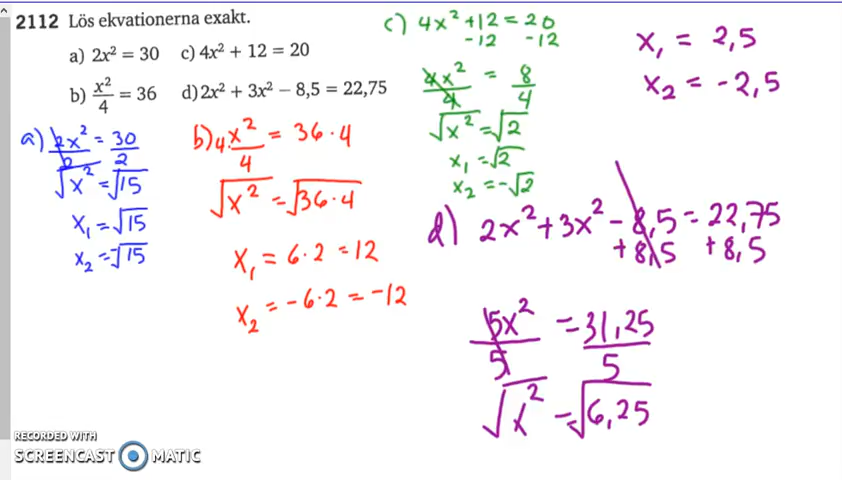 2112 Lös ekvationerna exakt.
a) 2x² = 30 c) 4x² + 12 = 20
b) x²/4 = 36 d) 2x² + 3x² − 8,5 = 22,75
a) 2x²/2 = 30/2
√x² = √15
x₁ = √15
x₂ = -√15
b) 4 · x²/4 = 36 · 4
√x² = √36 · 4
x₁ = 6 · 2 = 12
x₂ = -6 · 2 = -12
c) 4x² + 12 = 20
-12 -12
4x²/4 = 8/4
√x² = √2
x₁ = √2
x₂ = -√2
d) 2x² + 3x² - 8,5 = 22,75
+8,5 +8,5
5x²/5 = 31,25/5
√x² = √6,25
x₁ = 2,5
x₂ = -2,5
RECORDED WITH
SCREENCAST MATIC